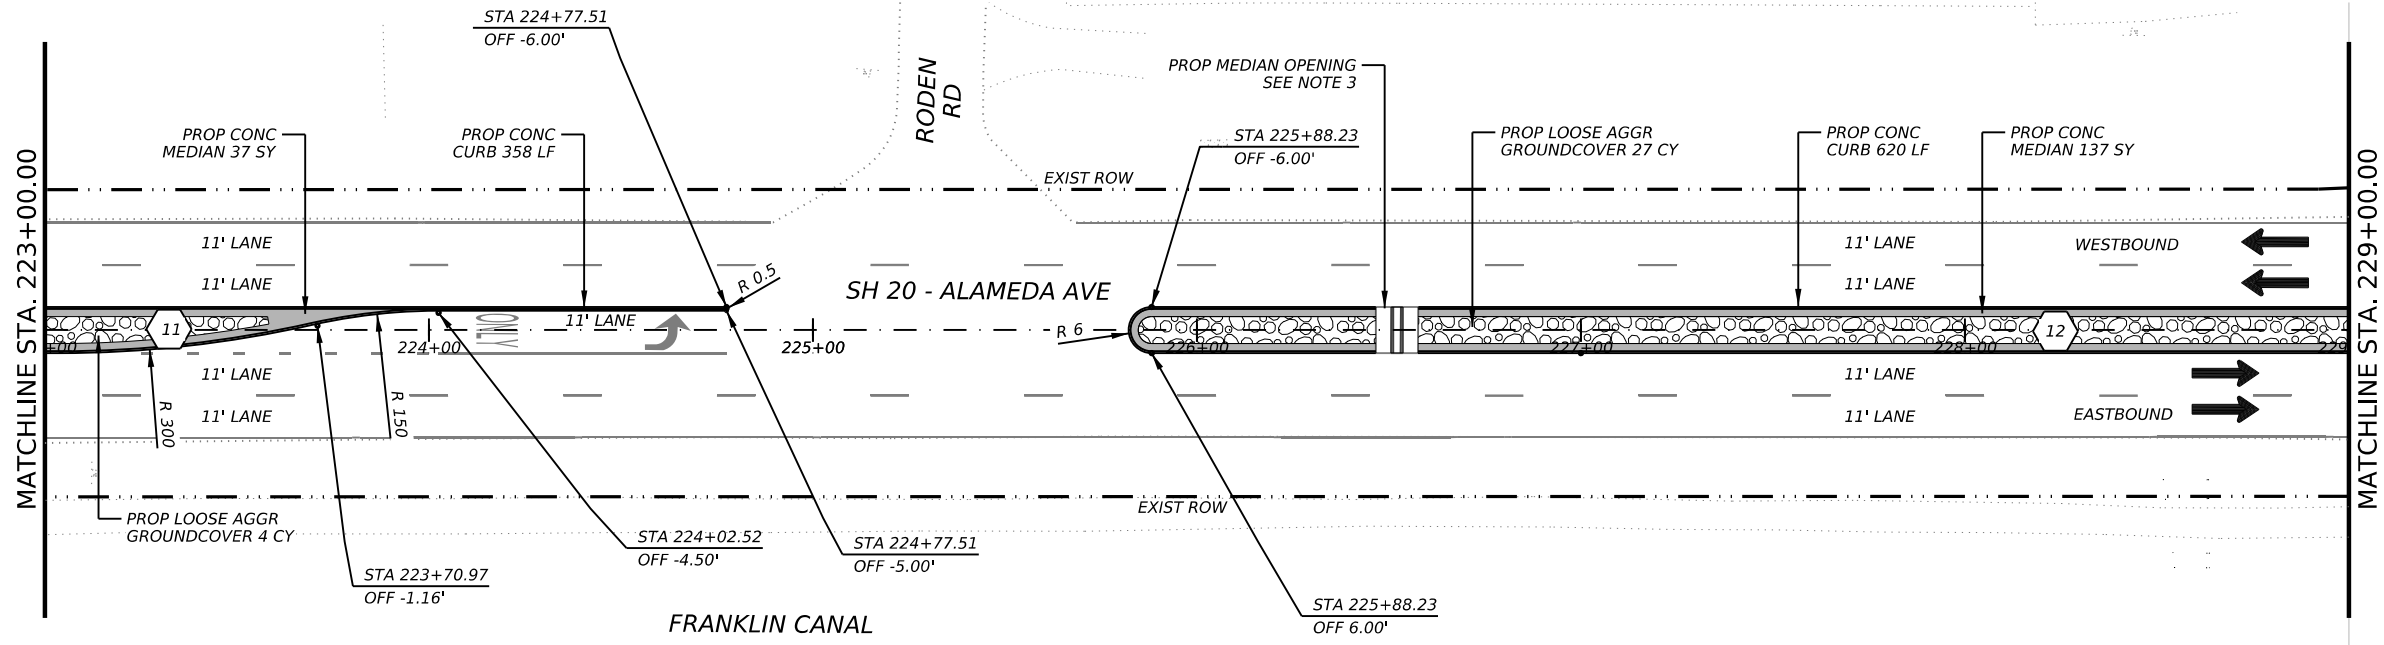 STA 224+77.51
OFF -6.00'
RODEN
RD
PROP MEDIAN OPENING
SEE NOTE 3
PROP CONC
MEDIAN 37 SY
PROP CONC
CURB 358 LF
STA 225+88.23
OFF -6.00'
PROP LOOSE AGGR
GROUNDCOVER 27 CY
PROP CONC
CURB 620 LF
PROP CONC
MEDIAN 137 SY
EXIST ROW
MATCHLINE STA. 223+00.00
MATCHLINE STA. 229+00.00
11' LANE
11' LANE
WESTBOUND
11' LANE
11' LANE
R 0.5
SH 20 - ALAMEDA AVE
11' LANE
ONLY
11
R 6
12
+00
224+00
225+00
226+00
227+00
228+00
229
11' LANE
11' LANE
R 300
R 150
11' LANE
11' LANE
EASTBOUND
EXIST ROW
PROP LOOSE AGGR
GROUNDCOVER 4 CY
STA 224+02.52
OFF -4.50'
STA 224+77.51
OFF -5.00'
STA 223+70.97
OFF -1.16'
STA 225+88.23
OFF 6.00'
FRANKLIN CANAL